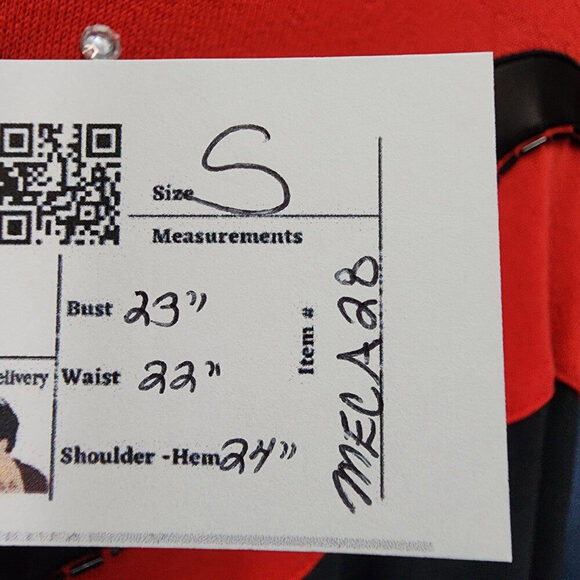 Size S
Measurements
Bust 23"
Waist 22"
Shoulder -Hem 24"
Item # MECA28
elivery